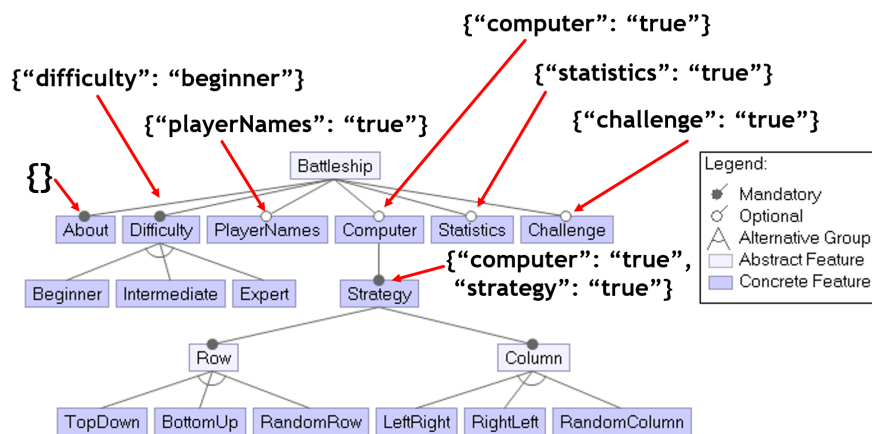 {“computer”: “true”}
{“difficulty”: “beginner”}
{“statistics”: “true”}
{“playerNames”: “true”}
{“challenge”: “true”}
{}
Battleship
Legend:
Mandatory
Optional
Alternative Group
Abstract Feature
Concrete Feature
About
Difficulty
PlayerNames
Computer
Statistics
Challenge
{“computer”: “true”,
“strategy”: “true”}
Beginner
Intermediate
Expert
Strategy
Row
Column
TopDown
BottomUp
RandomRow
LeftRight
RightLeft
RandomColumn